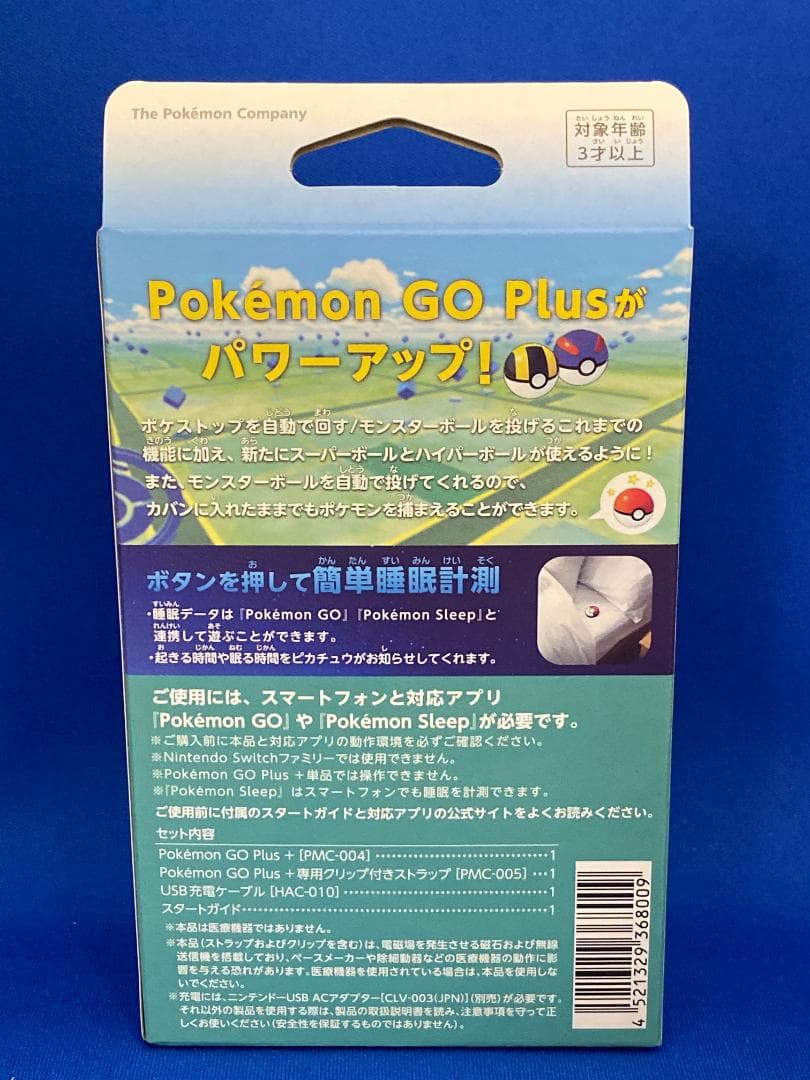 The Pokémon Company
対象年齢
3才以上
Pokémon GO Plusが
パワーアップ!
ポケストップを自動で回す/モンスターボールを投げるこれまでの
機能に加え、新たにスーパーボールとハイパーボールが使えるように!
また、モンスターボールを自動で投げてくれるので、
カバンに入れたままでもポケモンを捕まえることができます。
ボタンを押して簡単睡眠計測
・睡眠データは『Pokémon GO』『Pokémon Sleep』と
連携して遊ぶことができます。
・起きる時間や眠る時間をピカチュウがお知らせしてくれます。
ご使用には、スマートフォンと対応アプリ
『Pokémon GO』や『Pokémon Sleep』が必要です。
※ご購入前に本品と対応アプリの動作環境を必ずご確認ください。
※Nintendo Switchファミリーでは使用できません。
※Pokémon GO Plus +単品では操作できません。
※『Pokémon Sleep』はスマートフォンでも睡眠を計測できます。
ご使用前に付属のスタートガイドと対応アプリの公式サイトをよくお読みください。
セット内容
Pokémon GO Plus + [PMC-004]‥‥‥‥‥‥‥‥‥‥1
Pokémon GO Plus +専用クリップ付きストラップ [PMC-005]‥‥1
USB充電ケーブル [HAC-010]‥‥‥‥‥‥‥‥‥‥1
スタートガイド‥‥‥‥‥‥‥‥‥‥‥‥‥‥1
※本品は医療機器ではありません。
※本品(ストラップおよびクリップを含む)は、電磁場を発生させる磁石および無線
送信機を搭載しており、ペースメーカーや除細動器などの医療機器の動作に影
響を与える恐れがあります。医療機器を使用されている場合は、本品を使用しな
いでください。
※充電には、ニンテンドーUSB ACアダプター[CLV-003(JPN)](別売)が必要です。
それ以外の製品を使用する際は、製品の取扱説明書を読み、注意事項を守って正
しくお使いください(安全性を保証するものではありません)。
4 521329 368009